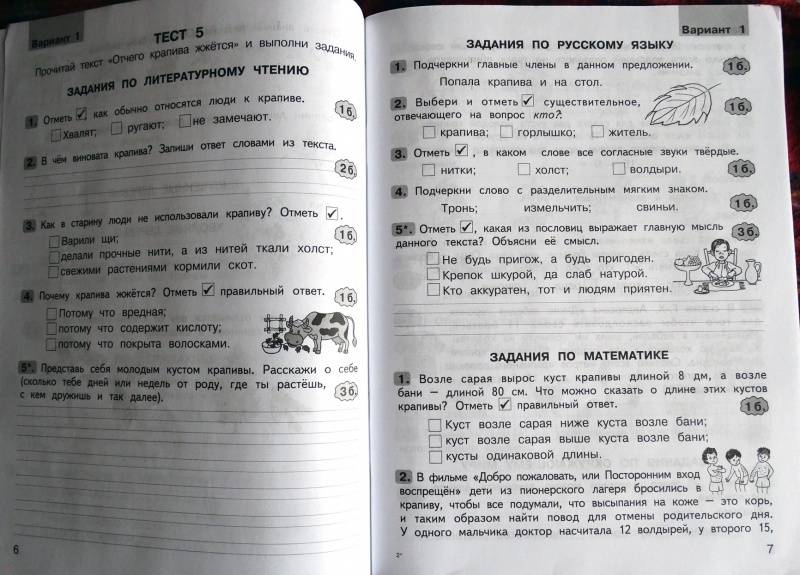 Вариант 1
ТЕСТ 5
Прочитай текст «Отчего крапива жжётся» и выполни задания.
ЗАДАНИЯ ПО ЛИТЕРАТУРНОМУ ЧТЕНИЮ
1. Отметь ✓ как обычно относятся люди к крапиве.
1 б.
Хвалят; ругают; не замечают.
2. В чём виновата крапива? Запиши ответ словами из текста.
2 б.
3. Как в старину люди не использовали крапиву? Отметь ✓.
1 б.
Варили щи;
делали прочные нити, а из нитей ткали холст;
свежими растениями кормили скот.
4. Почему крапива жжётся? Отметь ✓ правильный ответ.
1 б.
Потому что вредная;
потому что содержит кислоту;
потому что покрыта волосками.
5*. Представь себя молодым кустом крапивы. Расскажи о себе
(сколько тебе дней или недель от роду, где ты растёшь,
с кем дружишь и так далее).
3 б.
6
Вариант 1
ЗАДАНИЯ ПО РУССКОМУ ЯЗЫКУ
1. Подчеркни главные члены в данном предложении.
1 б.
Попала крапива и на стол.
2. Выбери и отметь ✓ существительное,
отвечающего на вопрос кто?:
1 б.
крапива; горлышко; житель.
3. Отметь ✓, в каком слове все согласные звуки твёрдые.
нитки; холст; волдыри.
1 б.
4. Подчеркни слово с разделительным мягким знаком.
Тронь; измельчить; свиньи.
1 б.
5*. Отметь ✓, какая из пословиц выражает главную мысль
данного текста? Объясни её смысл.
3 б.
Не будь пригож, а будь пригоден.
Крепок шкурой, да слаб натурой.
Кто аккуратен, тот и людям приятен.
ЗАДАНИЯ ПО МАТЕМАТИКЕ
1. Возле сарая вырос куст крапивы длиной 8 дм, а возле
бани – длиной 80 см. Что можно сказать о длине этих кустов
крапивы? Отметь ✓ правильный ответ.
1 б.
Куст возле сарая ниже куста возле бани;
куст возле сарая выше куста возле бани;
кусты одинаковой длины.
2. В фильме «Добро пожаловать, или Посторонним вход
воспрещён» дети из пионерского лагеря бросились в
крапиву, чтобы все подумали, что высыпания на коже – это корь,
и таким образом найти повод для отмены родительского дня.
У одного мальчика доктор насчитала 12 волдырей, у второго 15,
2*
7